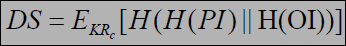 DS = E_{KR_c}[H(H(PI) || H(OI))]